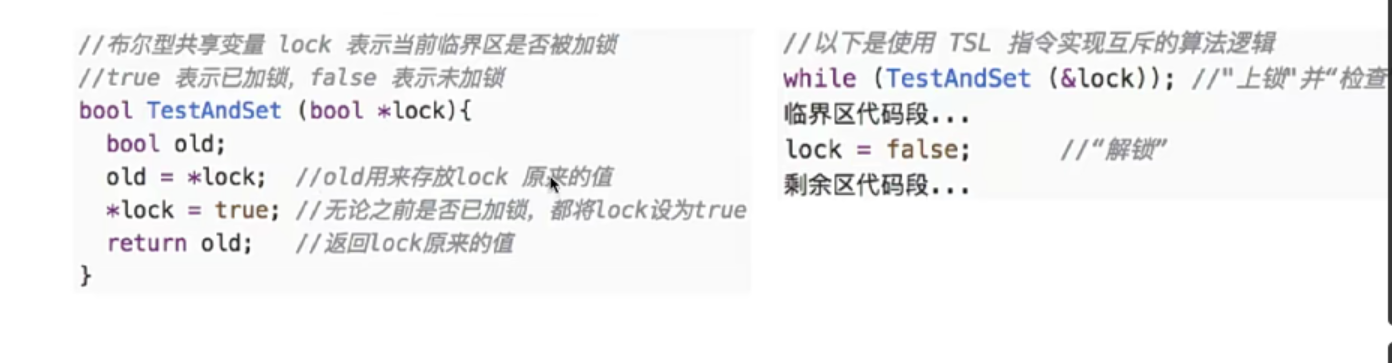 //布尔型共享变量 lock 表示当前临界区是否被加锁
//true 表示已加锁，false 表示未加锁
bool TestAndSet (bool *lock){
  bool old;
  old = *lock;  //old用来存放lock 原来的值
  *lock = true; //无论之前是否已加锁，都将lock设为true
  return old;   //返回lock原来的值
}
//以下是使用 TSL 指令实现互斥的算法逻辑
while (TestAndSet (&lock)); //"上锁"并“检查
临界区代码段...
lock = false;      //“解锁”
剩余区代码段...